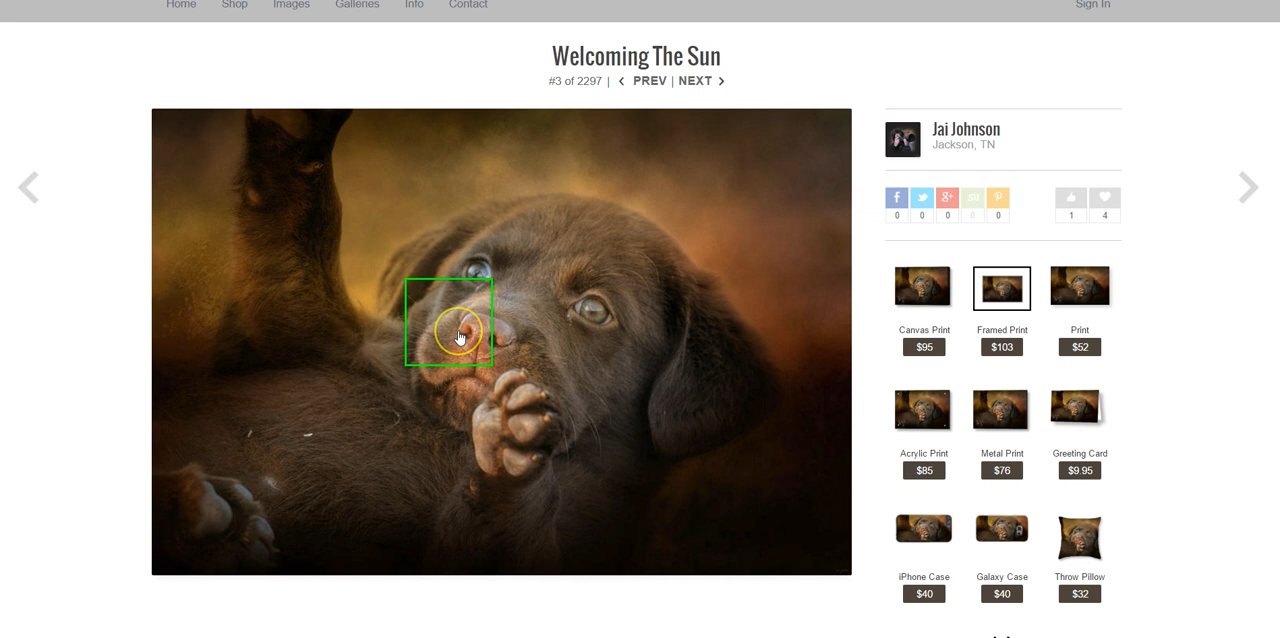 Home Shop Images Galleries Info Contact Sign In
Welcoming The Sun
#3 of 2297 | PREV | NEXT
Jai Johnson
Jackson, TN
f g+ su p
0 0 0 0 0 1 4
Canvas Print Framed Print Print
$95 $103 $52
Acrylic Print Metal Print Greeting Card
$85 $76 $9.95
iPhone Case Galaxy Case Throw Pillow
$40 $40 $32